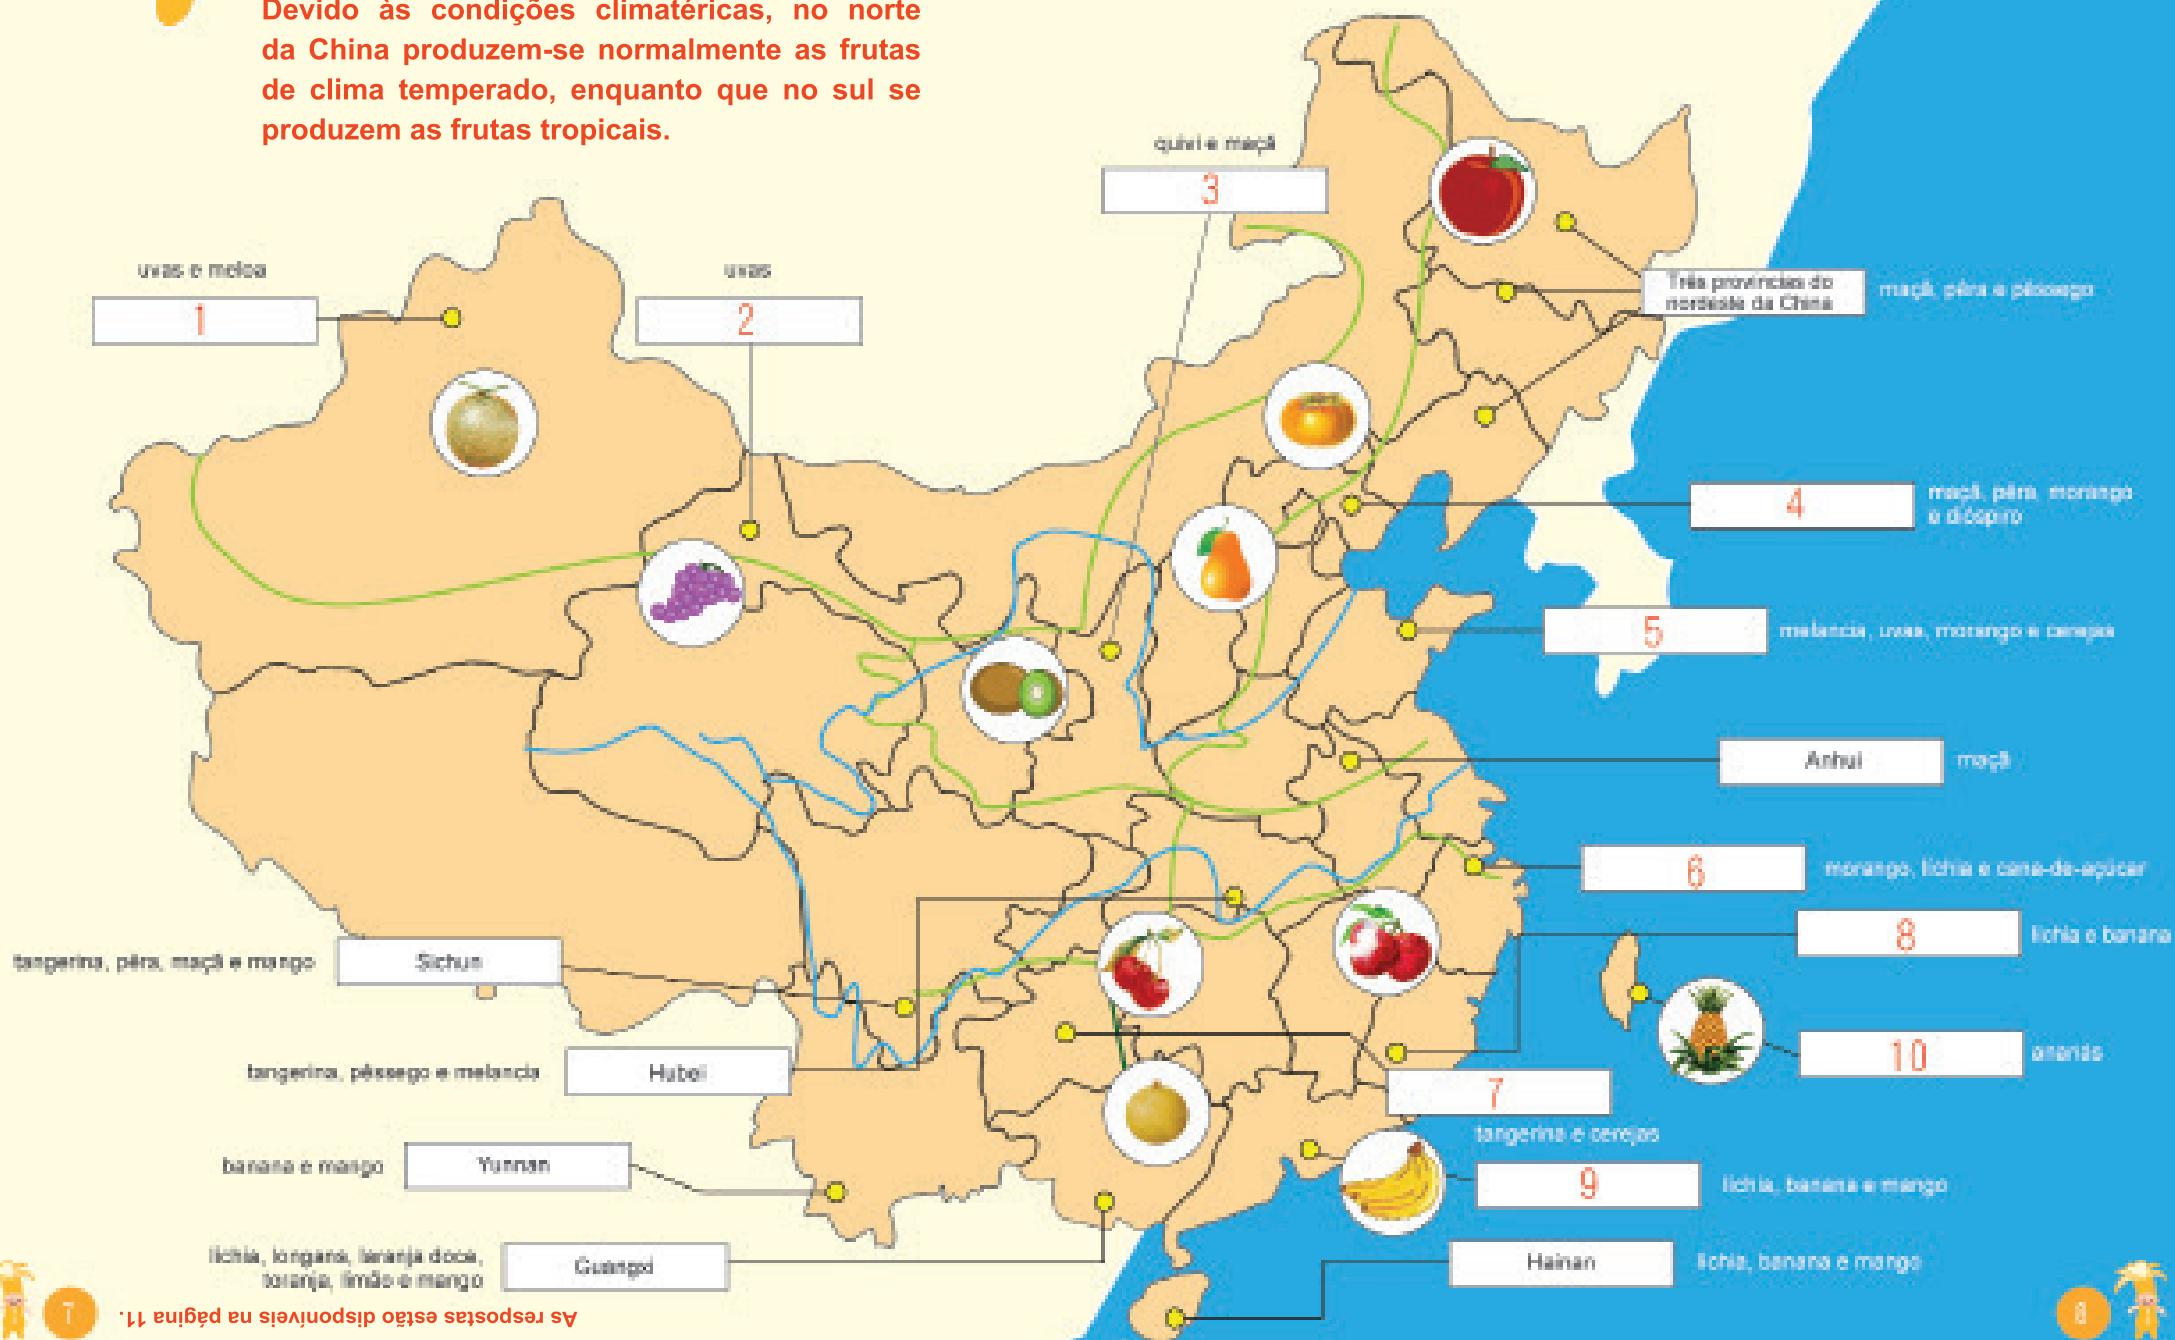 Devido às condições climatéricas, no norte
da China produzem-se normalmente as frutas
de clima temperado, enquanto que no sul se
produzem as frutas tropicais.
quivi e maçã
3
uvas e meloa
1
uvas
2
Três províncias do
nordeste da China
maçã, pêra e pêssego
4
maçã, pêra, morango
e dióspiro
5
melancia, uvas, morango e cerejas
Anhui
maçã
6
morango, lichia e cana-de-açúcar
8
lichia e banana
tangerina, pêra, maçã e mango
Sichun
10
ananás
tangerina, pêssego e melancia
Hubei
7
tangerina e cerejas
banana e mango
Yunnan
9
lichia, banana e mango
lichia, longana, laranja doce,
toranja, limão e mango
Guangxi
Hainan
lichia, banana e mango
As respostas estão disponíveis na página 11.
7
8